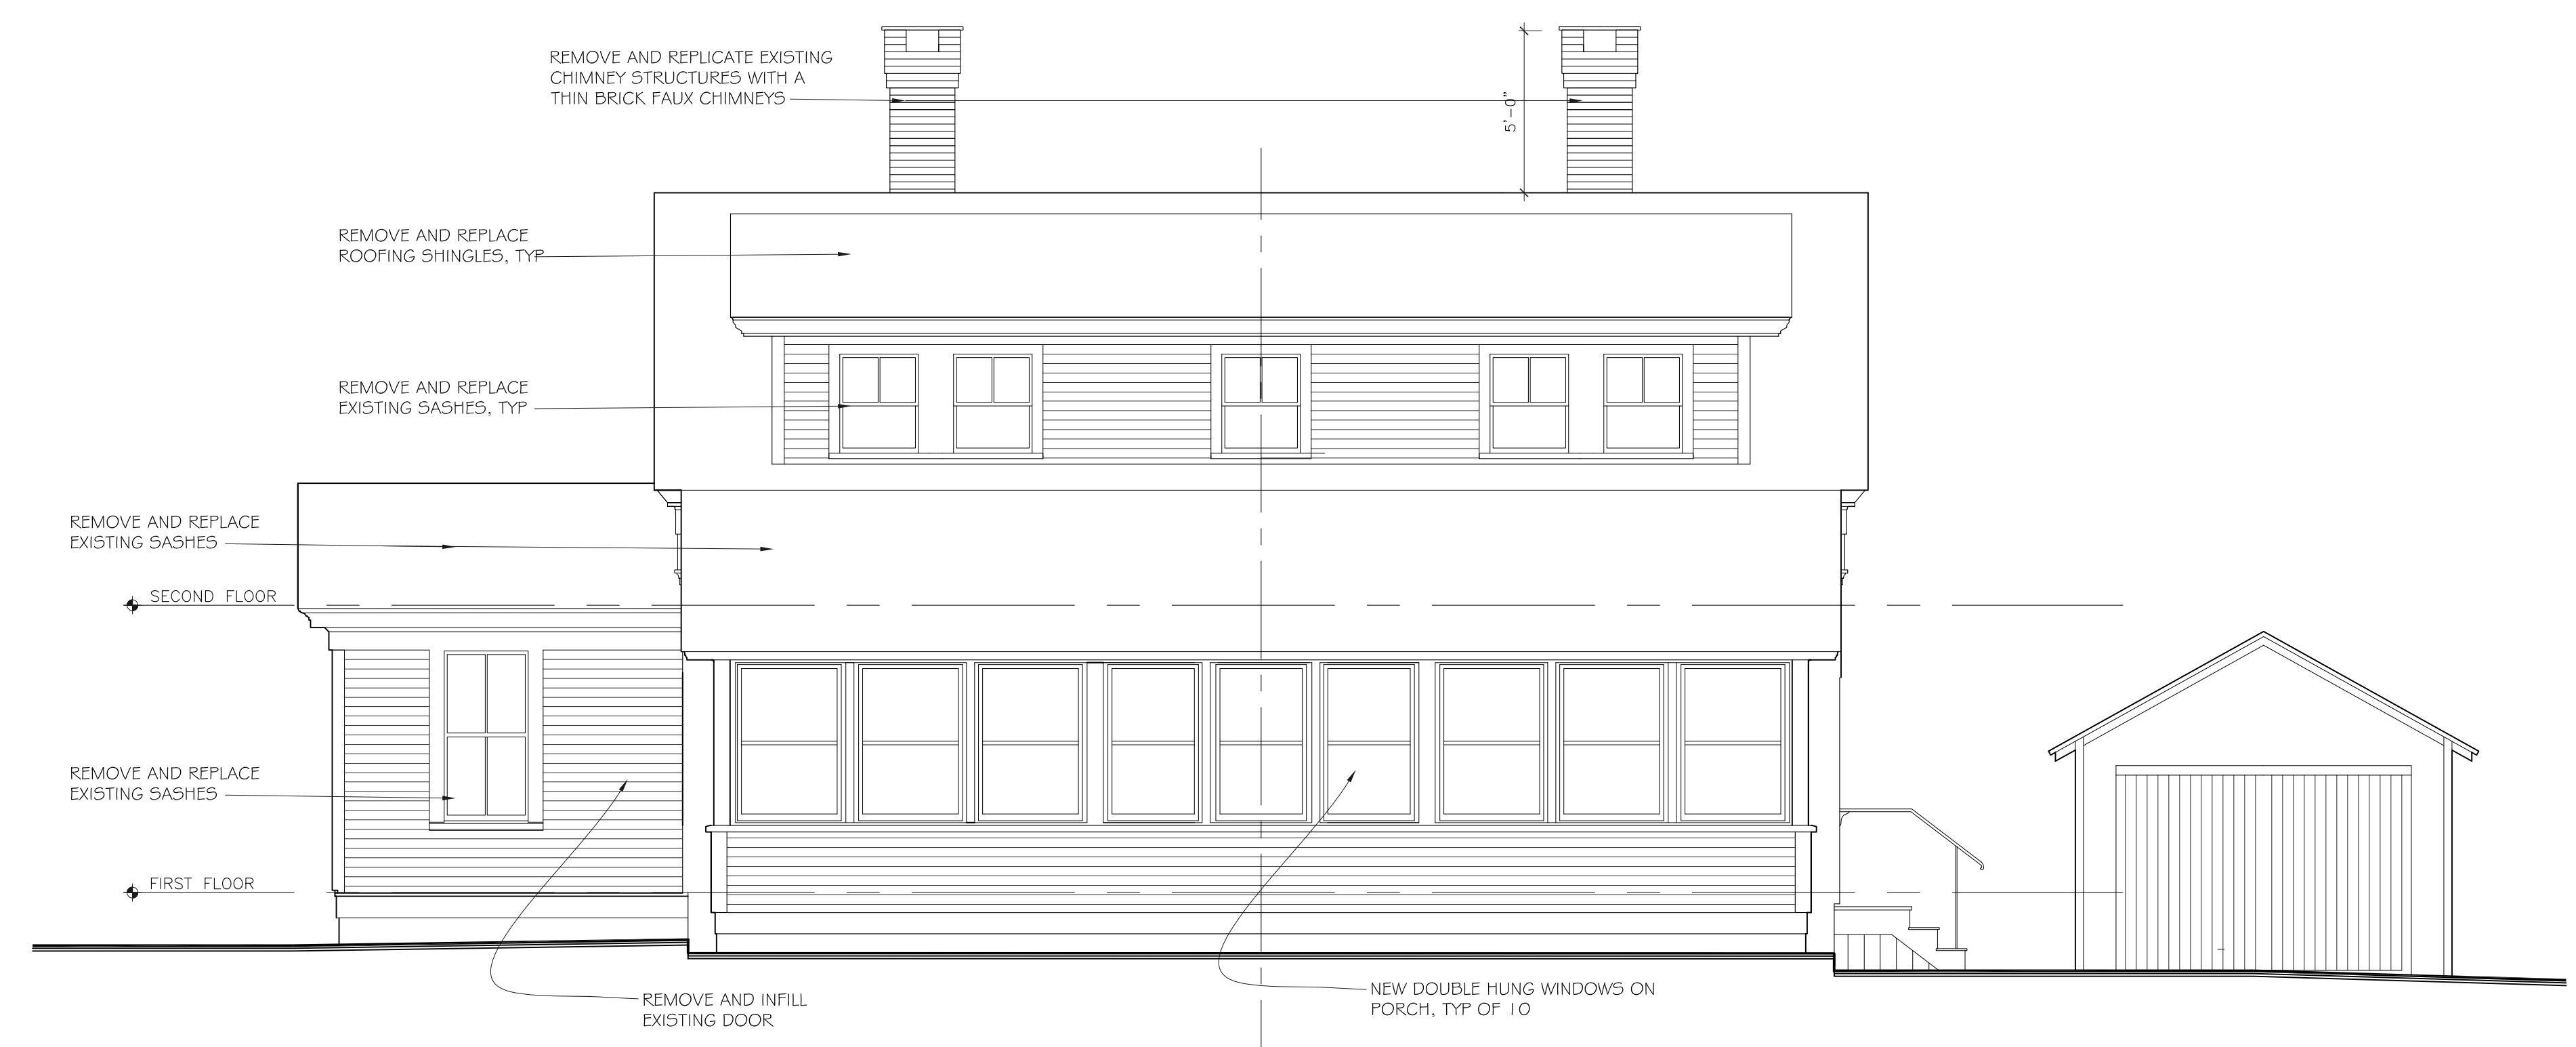 REMOVE AND REPLICATE EXISTING
CHIMNEY STRUCTURES WITH A
THIN BRICK FAUX CHIMNEYS
5'-0"
REMOVE AND REPLACE
ROOFING SHINGLES, TYP
REMOVE AND REPLACE
EXISTING SASHES, TYP
REMOVE AND REPLACE
EXISTING SASHES
SECOND FLOOR
REMOVE AND REPLACE
EXISTING SASHES
FIRST FLOOR
REMOVE AND INFILL
EXISTING DOOR
NEW DOUBLE HUNG WINDOWS ON
PORCH, TYP OF 10